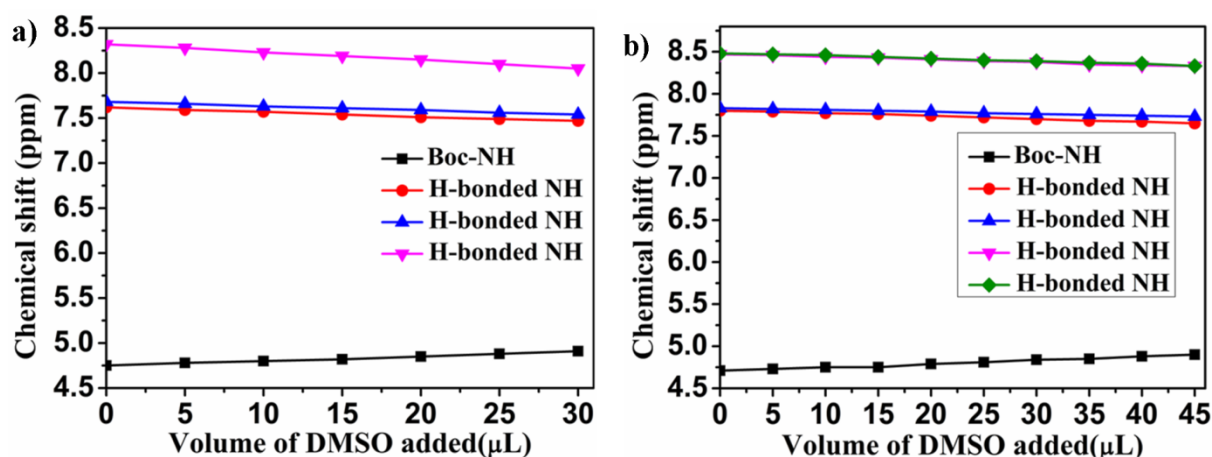 a)
8.5
8.0
7.5
7.0
6.5
6.0
5.5
5.0
4.5
Chemical shift (ppm)
Boc-NH
H-bonded NH
H-bonded NH
H-bonded NH
0 5 10 15 20 25 30
Volume of DMSO added(μL)
b)
8.5
8.0
7.5
7.0
6.5
6.0
5.5
5.0
4.5
Chemical shift (ppm)
Boc-NH
H-bonded NH
H-bonded NH
H-bonded NH
H-bonded NH
0 5 10 15 20 25 30 35 40 45
Volume of DMSO added(μL)